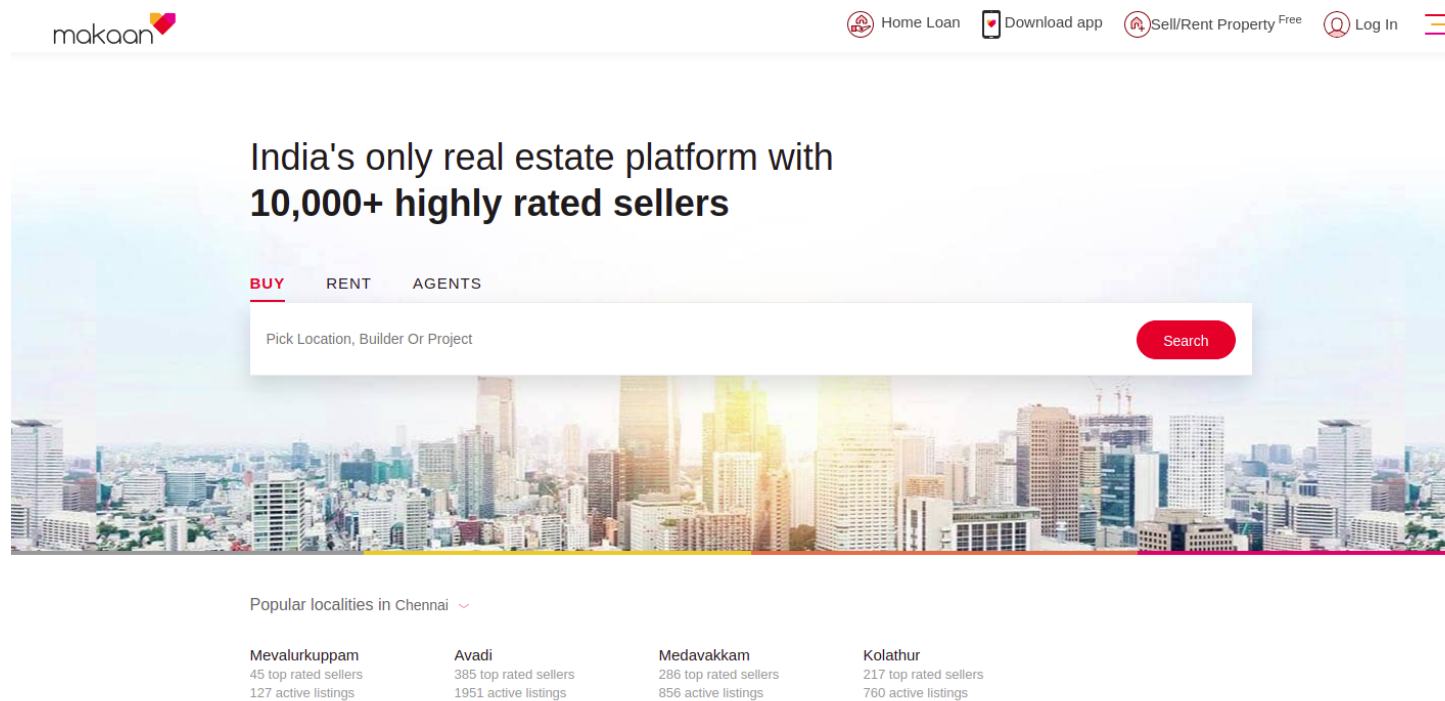 makaan
Home Loan
Download app
Sell/Rent Property Free
Log In
India's only real estate platform with
10,000+ highly rated sellers
BUY RENT AGENTS
Pick Location, Builder Or Project
Search
Popular localities in Chennai
Mevalurkuppam
45 top rated sellers
127 active listings
Avadi
385 top rated sellers
1951 active listings
Medavakkam
286 top rated sellers
856 active listings
Kolathur
217 top rated sellers
760 active listings